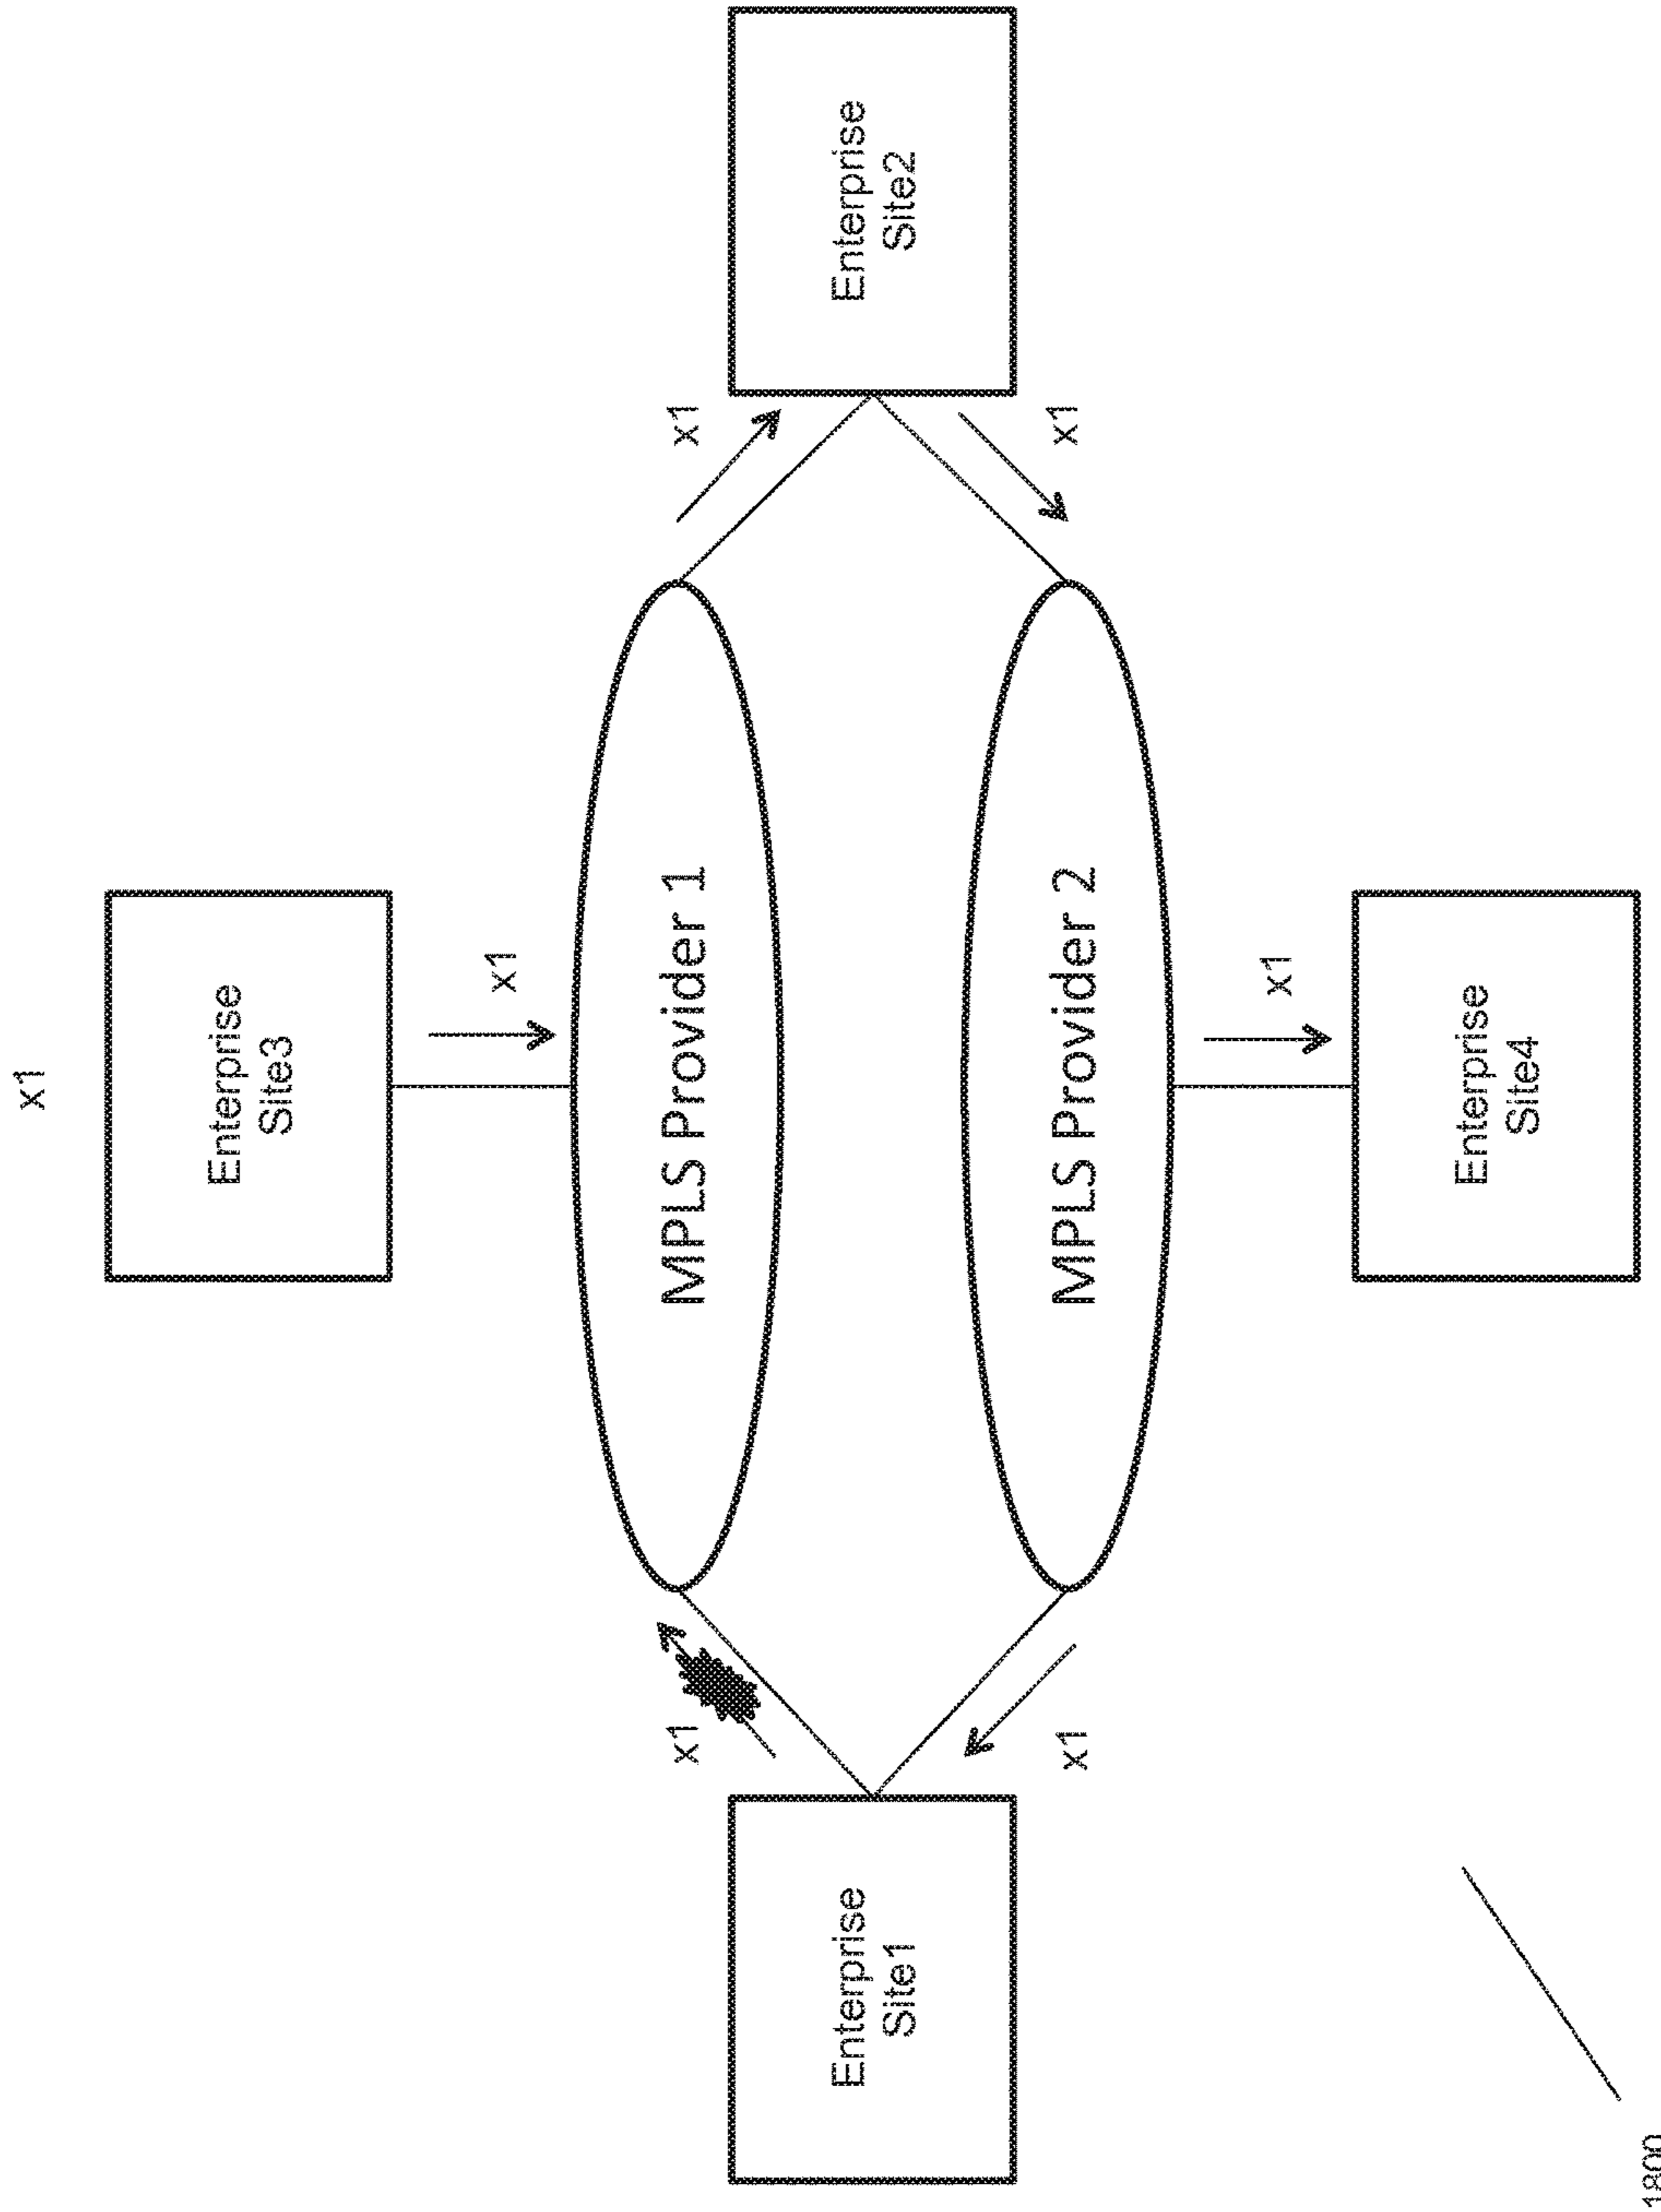 x1
Enterprise
Site3
x1
x1
MPLS Provider 1
x1
Enterprise
Site1
Enterprise
Site2
x1
MPLS Provider 2
x1
x1
Enterprise
Site4
1800